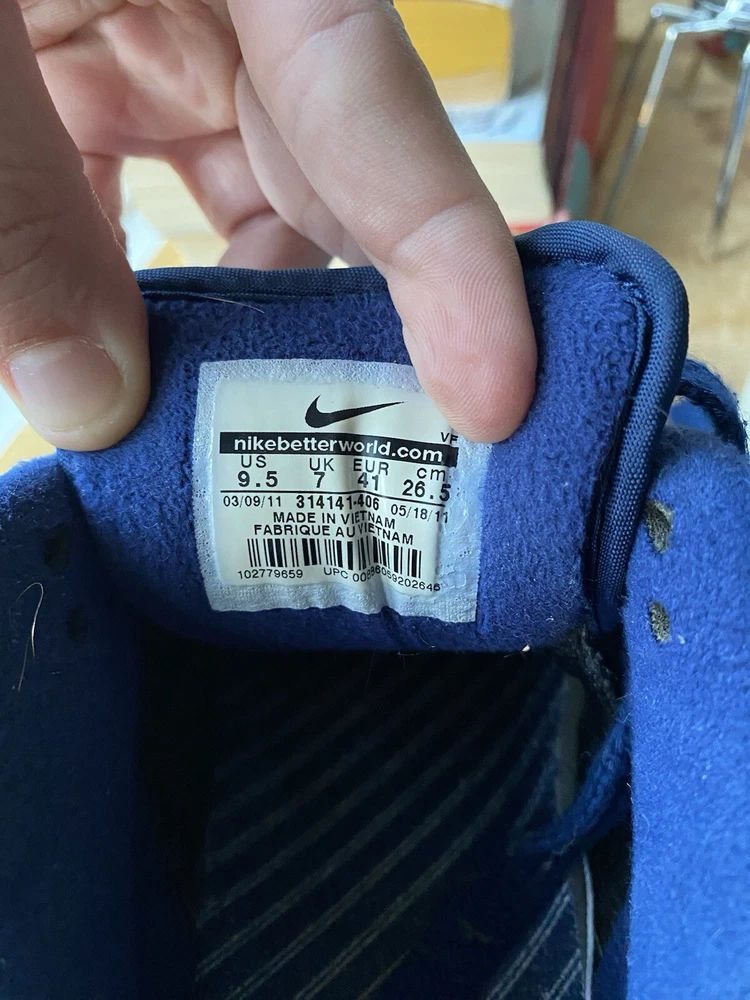 VF
nikebetterworld.com
US UK EUR cm
9.5 7 41 26.5
03/09/11 314141-406 05/18/11
MADE IN VIETNAM
FABRIQUE AU VIETNAM
102779659 UPC